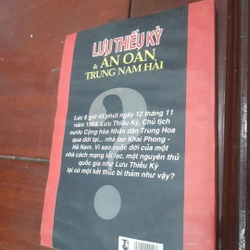 LƯU THIẾU KỲ
& ÂN OÁN
TRUNG NAM HẢI
?
Lúc 6 giờ 45 phút ngày 12 tháng 11
năm 1969, Lưu Thiếu Kỳ, Chủ tịch
nước Cộng hòa Nhân dân Trung Hoa
qua đời tại... nhà lao Khai Phong -
Hà Nam. Vì sao cuộc đời của một
nhà cách mạng lỗi lạc, một nguyên thủ
quốc gia như Lưu Thiếu Kỳ
lại có một kết thúc bi thảm như vậy?